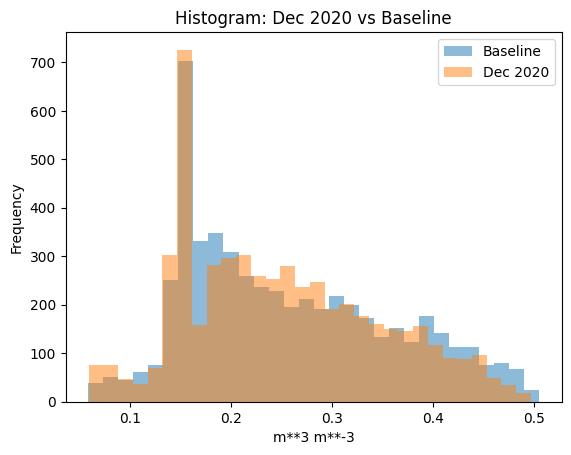 Histogram: Dec 2020 vs Baseline
Baseline
Dec 2020
Frequency
700
600
500
400
300
200
100
0
0.1 0.2 0.3 0.4 0.5
m**3 m**-3